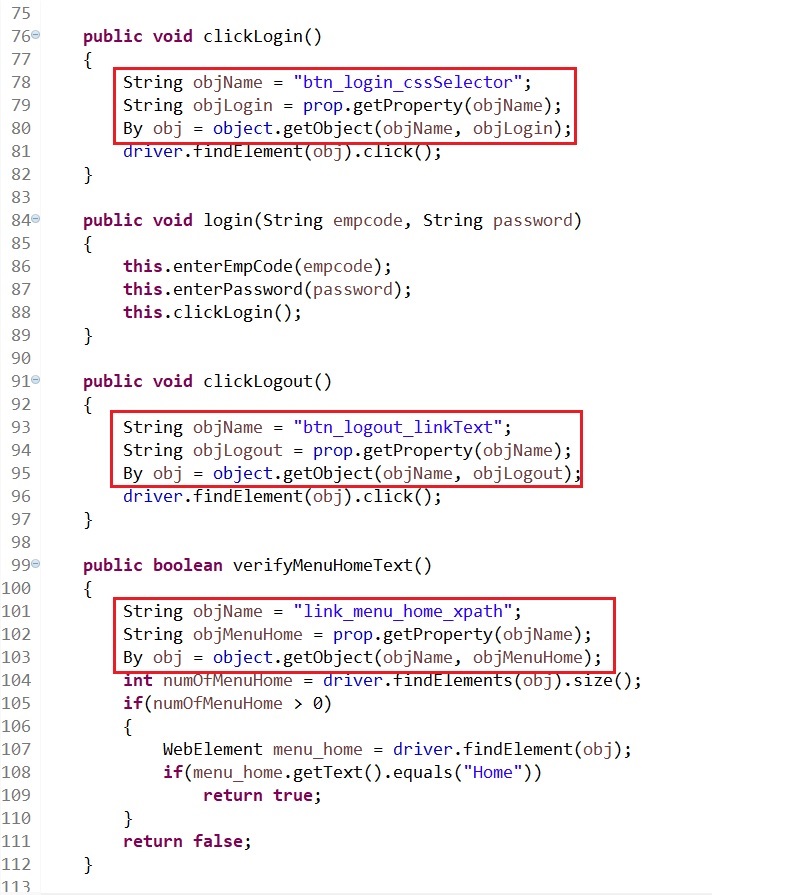 75
76 public void clickLogin()
77 {
78 String objName = "btn_login_cssSelector";
79 String objLogin = prop.getProperty(objName);
80 By obj = object.getObject(objName, objLogin);
81 driver.findElement(obj).click();
82 }
83
84 public void login(String empcode, String password)
85 {
86 this.enterEmpCode(empcode);
87 this.enterPassword(password);
88 this.clickLogin();
89 }
90
91 public void clickLogout()
92 {
93 String objName = "btn_logout_linkText";
94 String objLogout = prop.getProperty(objName);
95 By obj = object.getObject(objName, objLogout);
96 driver.findElement(obj).click();
97 }
98
99 public boolean verifyMenuHomeText()
100 {
101 String objName = "link_menu_home_xpath";
102 String objMenuHome = prop.getProperty(objName);
103 By obj = object.getObject(objName, objMenuHome);
104 int numOfMenuHome = driver.findElements(obj).size();
105 if(numOfMenuHome > 0)
106 {
107 WebElement menu_home = driver.findElement(obj);
108 if(menu_home.getText().equals("Home"))
109 return true;
110 }
111 return false;
112 }
113